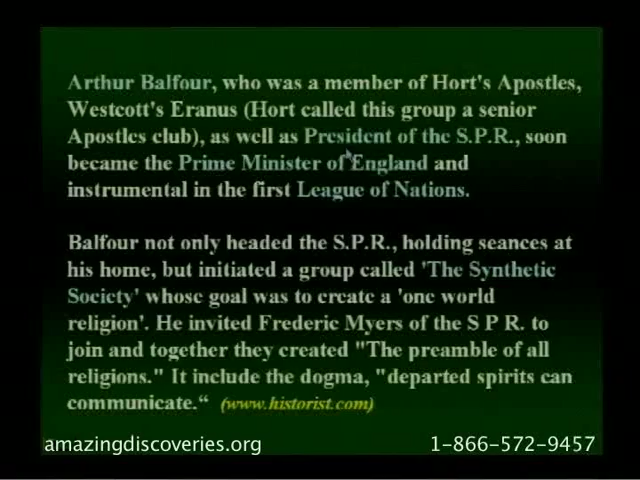 Arthur Balfour, who was a member of Hort's Apostles,
Westcott's Eranus (Hort called this group a senior
Apostles club), as well as President of the S.P.R., soon
became the Prime Minister of England and
instrumental in the first League of Nations.
Balfour not only headed the S.P.R., holding seances at
his home, but initiated a group called 'The Synthetic
Society' whose goal was to create a 'one world
religion'. He invited Frederic Myers of the S P R. to
join and together they created "The preamble of all
religions." It include the dogma, "departed spirits can
communicate.“ (www.historist.com)
amazingdiscoveries.org 1-866-572-9457